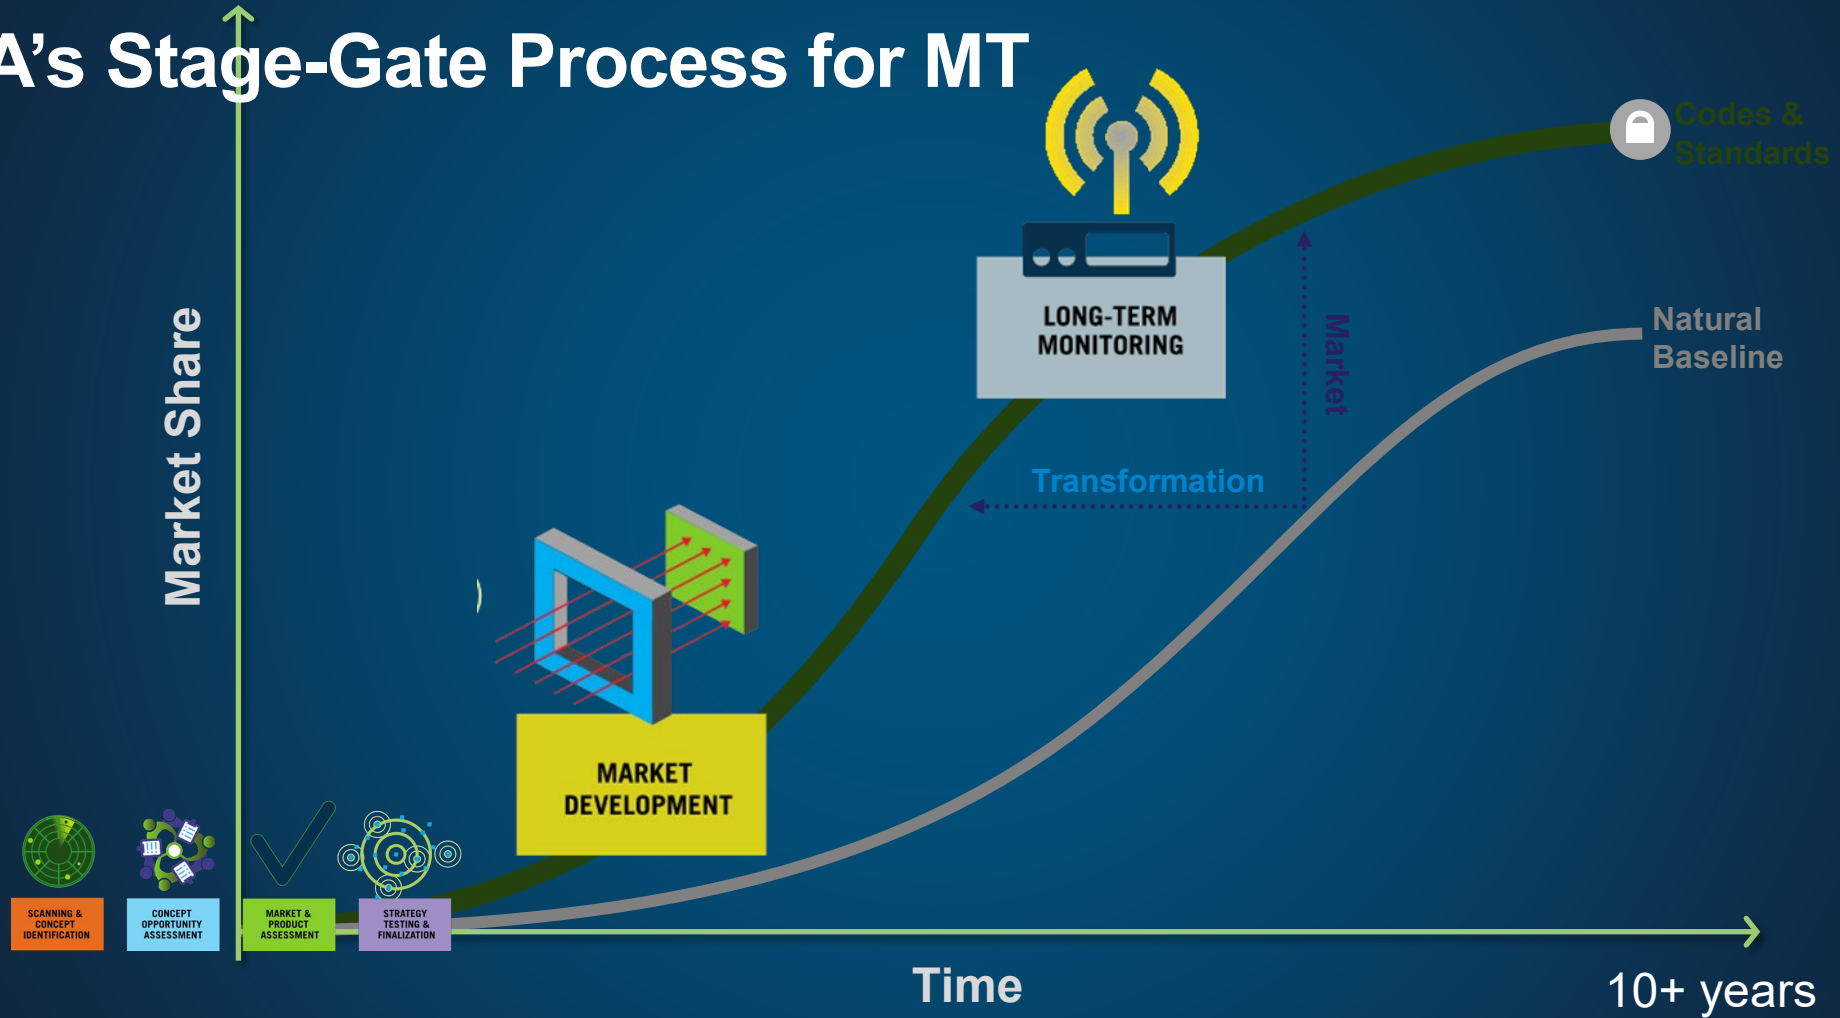 A's Stage-Gate Process for MT
Codes &
Standards
Natural
Baseline
LONG-TERM
MONITORING
Market
Transformation
Market Share
MARKET
DEVELOPMENT
SCANNING &
CONCEPT
IDENTIFICATION
CONCEPT
OPPORTUNITY
ASSESSMENT
MARKET &
PRODUCT
ASSESSMENT
STRATEGY
TESTING &
FINALIZATION
Time
10+ years